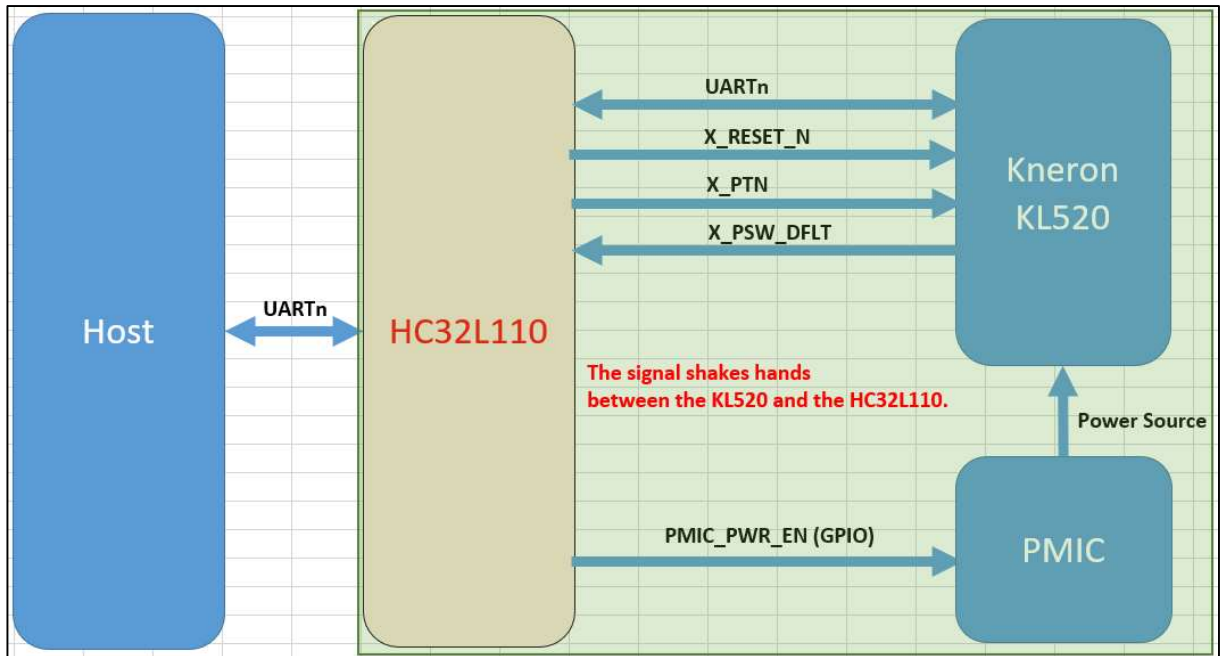 Host
UARTn
HC32L110
UARTn
X_RESET_N
X_PTN
X_PSW_DFLT
Kneron
KL520
The signal shakes hands
between the KL520 and the HC32L110.
Power Source
PMIC_PWR_EN (GPIO)
PMIC